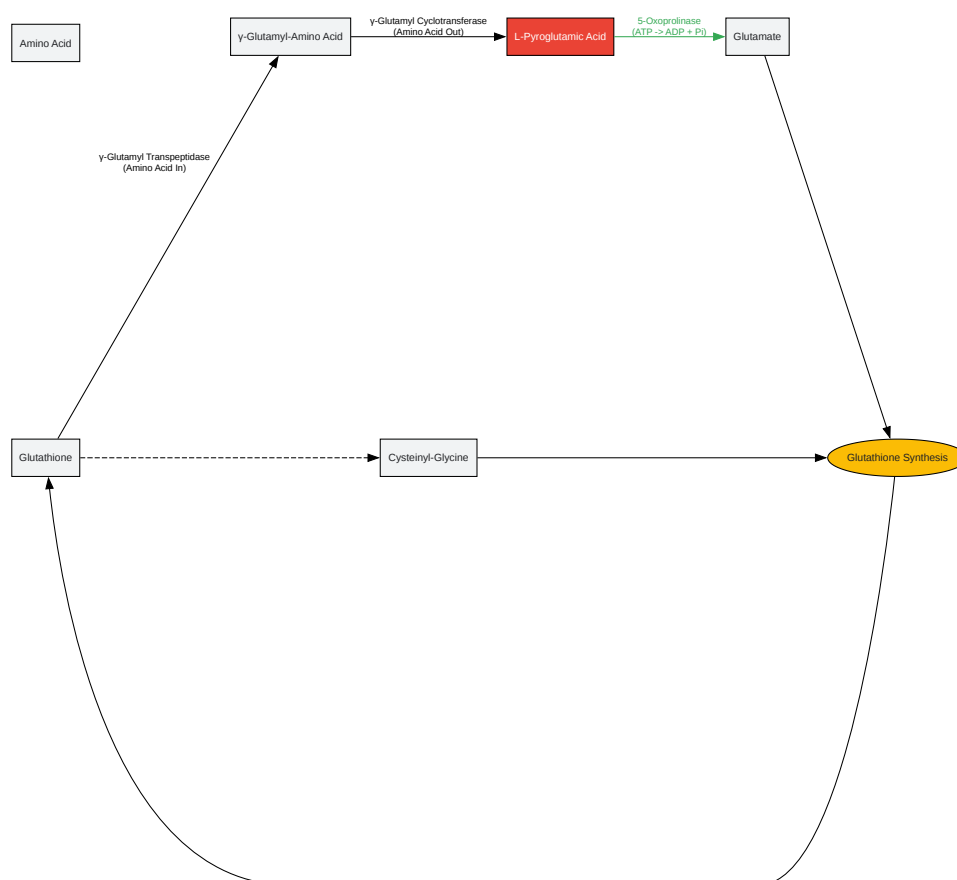 Amino Acid
γ-Glutamyl-Amino Acid
γ-Glutamyl Cyclotransferase
(Amino Acid Out)
L-Pyroglutamic Acid
5-Oxoprolinase
(ATP -> ADP + Pi)
Glutamate
γ-Glutamyl Transpeptidase
(Amino Acid In)
Glutathione
Cysteinyl-Glycine
Glutathione Synthesis